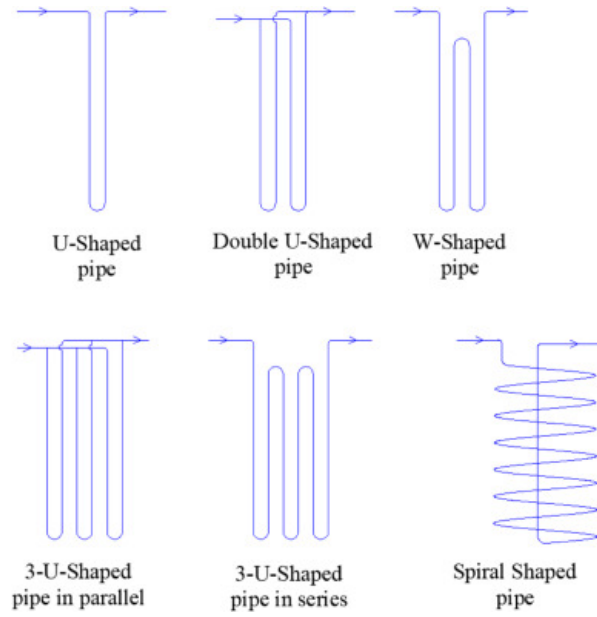 U-Shaped
pipe
Double U-Shaped
pipe
W-Shaped
pipe
3-U-Shaped
pipe in parallel
3-U-Shaped
pipe in series
Spiral Shaped
pipe